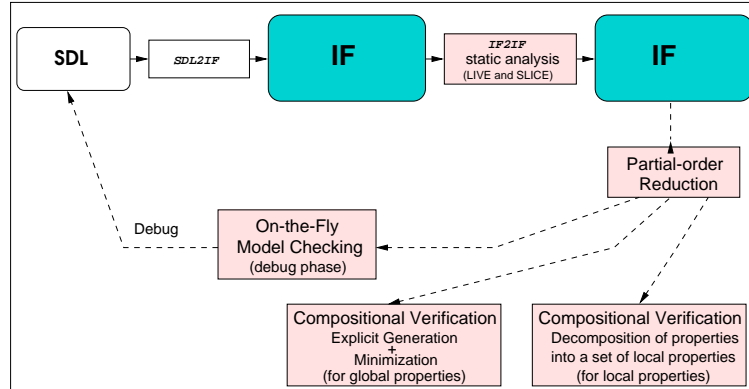 SDL
SDL2IF
IF
IF2IF
static analysis
(LIVE and SLICE)
IF
Partial-order
Reduction
Debug
On-the-Fly
Model Checking
(debug phase)
Compositional Verification
Explicit Generation
+
Minimization
(for global properties)
Compositional Verification
Decomposition of properties
into a set of local properties
(for local properties)